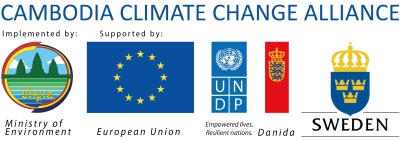 CAMBODIA CLIMATE CHANGE ALLIANCE
Implemented by:
Supported by:
Ministry of
Environment
European Union
U N
D P
Empowered lives.
Resilient nations.
Danida
SWEDEN